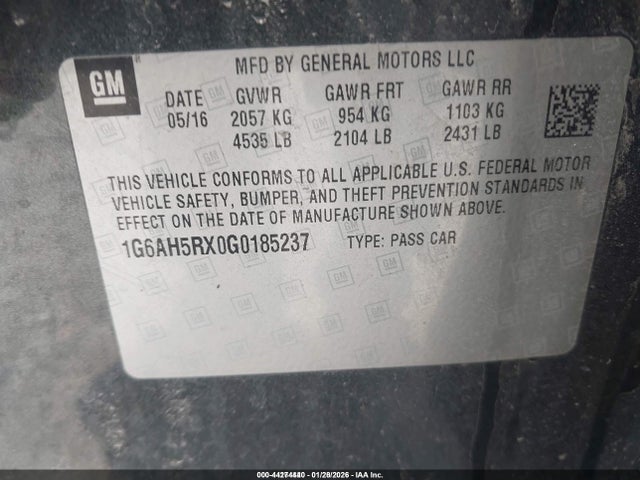 GM
MFD BY GENERAL MOTORS LLC
DATE GVWR GAWR FRT GAWR RR
05/16 2057 KG 954 KG 1103 KG
4535 LB 2104 LB 2431 LB
THIS VEHICLE CONFORMS TO ALL APPLICABLE U.S. FEDERAL MOTOR
VEHICLE SAFETY, BUMPER, AND THEFT PREVENTION STANDARDS IN
EFFECT ON THE DATE OF MANUFACTURE SHOWN ABOVE.
1G6AH5RX0G0185237 TYPE: PASS CAR
01/28/2026 - IAA Inc.